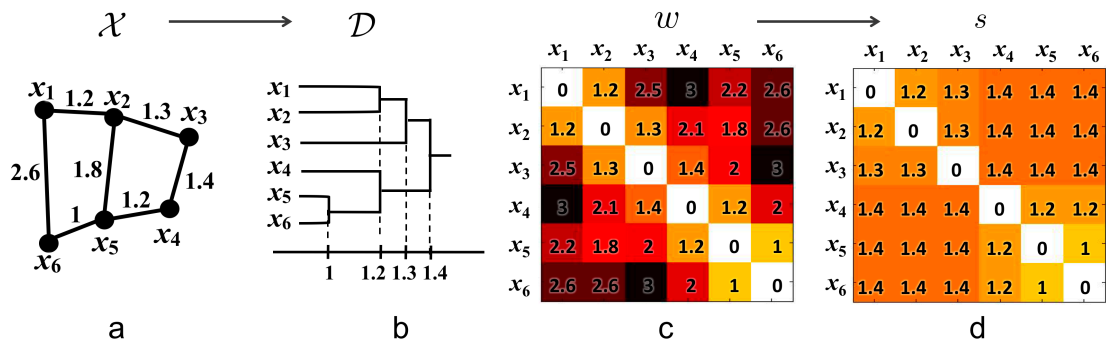 𝒳 → 𝒟
x1 1.2 x2 1.3 x3
2.6 1.8 1.4
1 1.2
x6 x5 x4
a
x1
x2
x3
x4
x5
x6
1 1.2 1.3 1.4
b
w → s
x1 x2 x3 x4 x5 x6
x1 0 1.2 2.5 3 2.2 2.6
x2 1.2 0 1.3 2.1 1.8 2.6
x3 2.5 1.3 0 1.4 2 3
x4 3 2.1 1.4 0 1.2 2
x5 2.2 1.8 2 1.2 0 1
x6 2.6 2.6 3 2 1 0
c
x1 x2 x3 x4 x5 x6
x1 0 1.2 1.3 1.4 1.4 1.4
x2 1.2 0 1.3 1.4 1.4 1.4
x3 1.3 1.3 0 1.4 1.4 1.4
x4 1.4 1.4 1.4 0 1.2 1.2
x5 1.4 1.4 1.4 1.2 0 1
x6 1.4 1.4 1.4 1.2 1 0
d